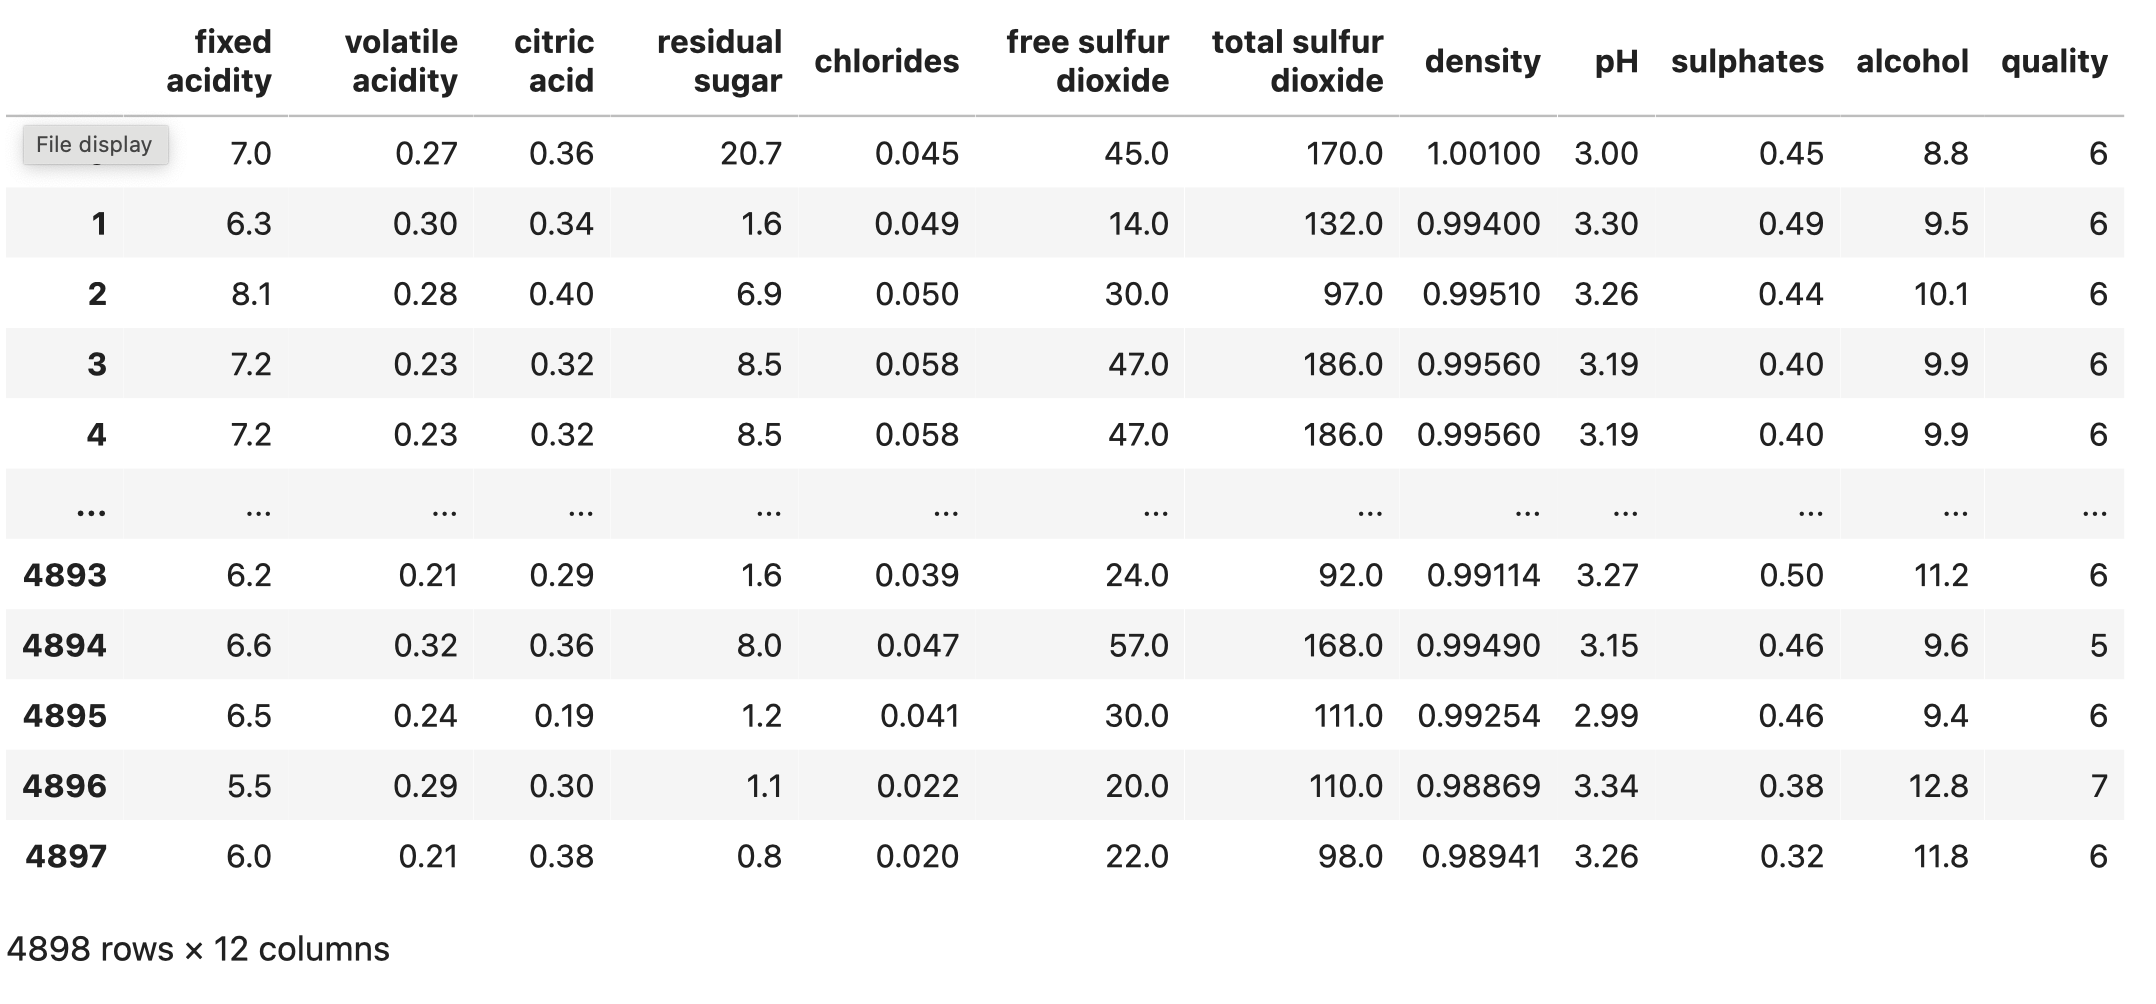 fixed acidity volatile acidity citric acid residual sugar chlorides free sulfur dioxide total sulfur dioxide density pH sulphates alcohol quality
File display 7.0 0.27 0.36 20.7 0.045 45.0 170.0 1.00100 3.00 0.45 8.8 6
1 6.3 0.30 0.34 1.6 0.049 14.0 132.0 0.99400 3.30 0.49 9.5 6
2 8.1 0.28 0.40 6.9 0.050 30.0 97.0 0.99510 3.26 0.44 10.1 6
3 7.2 0.23 0.32 8.5 0.058 47.0 186.0 0.99560 3.19 0.40 9.9 6
4 7.2 0.23 0.32 8.5 0.058 47.0 186.0 0.99560 3.19 0.40 9.9 6
... ... ... ... ... ... ... ... ... ... ... ... ...
4893 6.2 0.21 0.29 1.6 0.039 24.0 92.0 0.99114 3.27 0.50 11.2 6
4894 6.6 0.32 0.36 8.0 0.047 57.0 168.0 0.99490 3.15 0.46 9.6 5
4895 6.5 0.24 0.19 1.2 0.041 30.0 111.0 0.99254 2.99 0.46 9.4 6
4896 5.5 0.29 0.30 1.1 0.022 20.0 110.0 0.98869 3.34 0.38 12.8 7
4897 6.0 0.21 0.38 0.8 0.020 22.0 98.0 0.98941 3.26 0.32 11.8 6
4898 rows × 12 columns